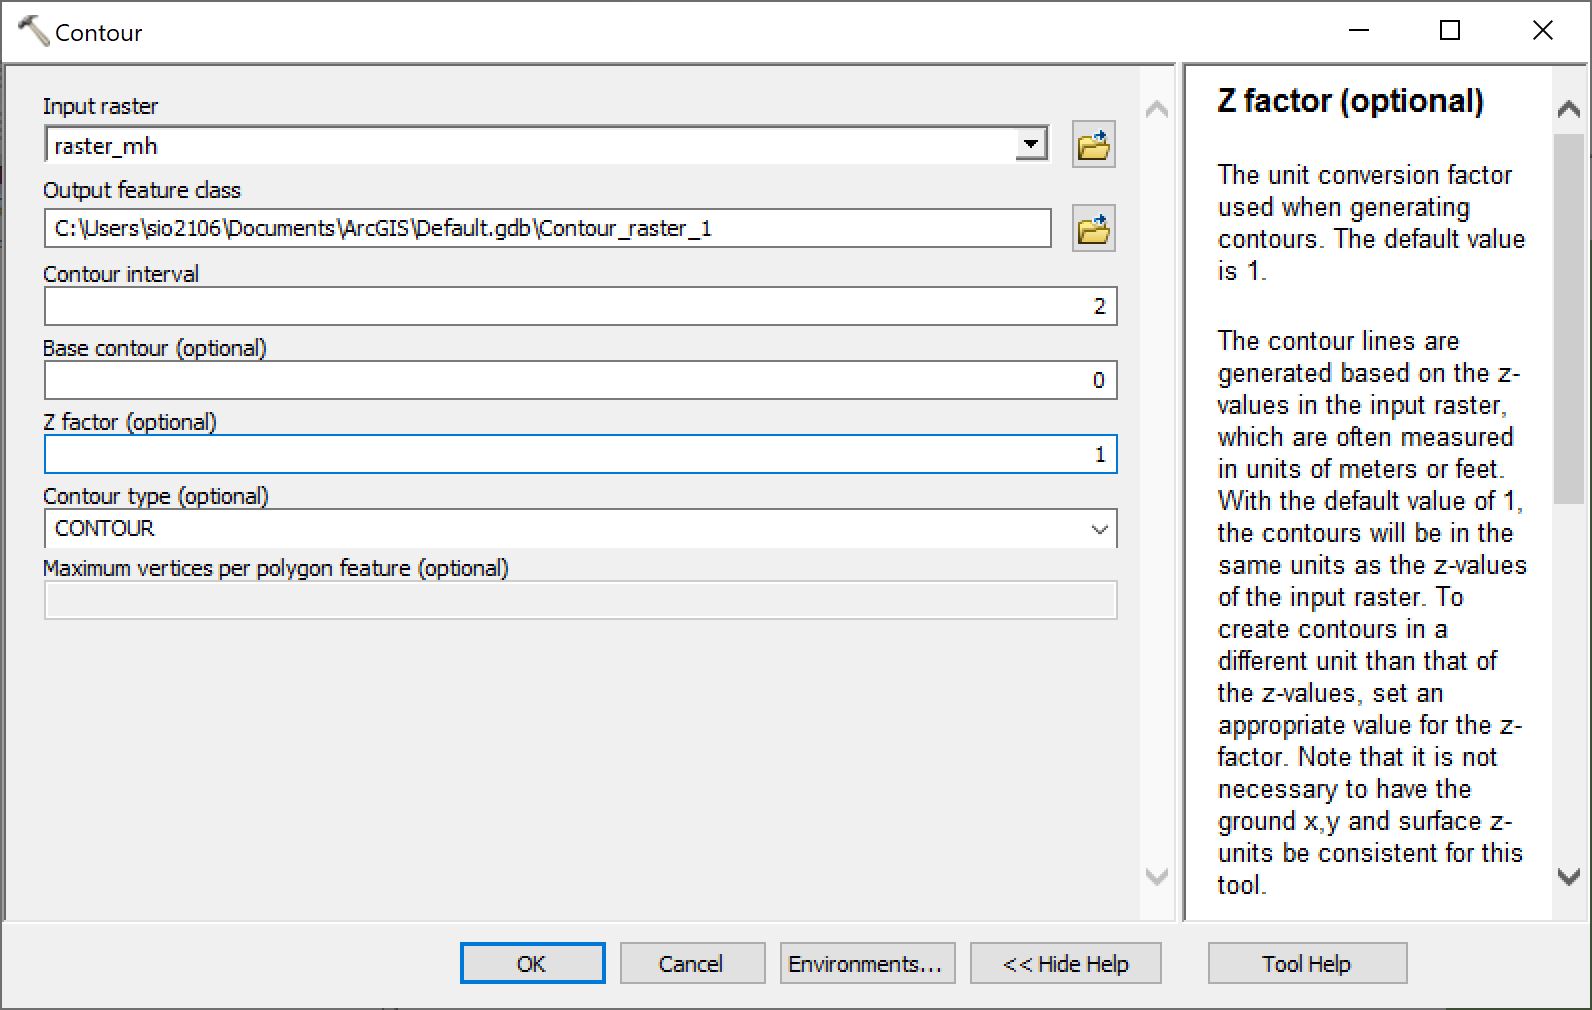 Contour
Input raster
raster_mh
Output feature class
C:\Users\sio2106\Documents\ArcGIS\Default.gdb\Contour_raster_1
Contour interval
2
Base contour (optional)
0
Z factor (optional)
1
Contour type (optional)
CONTOUR
Maximum vertices per polygon feature (optional)
Z factor (optional)
The unit conversion factor
used when generating
contours. The default value
is 1.
The contour lines are
generated based on the z-
values in the input raster,
which are often measured
in units of meters or feet.
With the default value of 1,
the contours will be in the
same units as the z-values
of the input raster. To
create contours in a
different unit than that of
the z-values, set an
appropriate value for the z-
factor. Note that it is not
necessary to have the
ground x,y and surface z-
units be consistent for this
tool.
OK
Cancel
Environments...
<< Hide Help
Tool Help